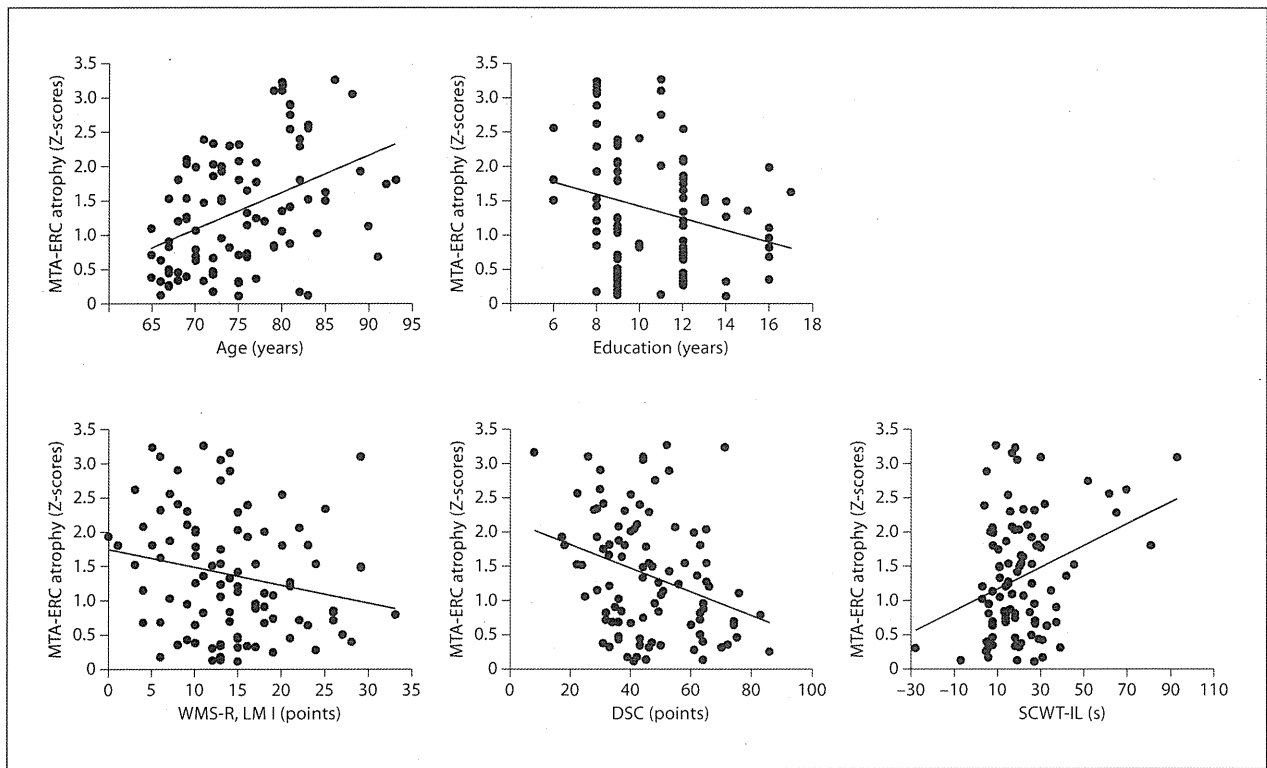 MTA-ERC atrophy (Z-scores)
3.5
3.0
2.5
2.0
1.5
1.0
0.5
0
65 70 75 80 85 90 95
Age (years)
MTA-ERC atrophy (Z-scores)
3.5
3.0
2.5
2.0
1.5
1.0
0.5
0
6 8 10 12 14 16 18
Education (years)
MTA-ERC atrophy (Z-scores)
3.5
3.0
2.5
2.0
1.5
1.0
0.5
0
0 5 10 15 20 25 30 35
WMS-R, LM I (points)
MTA-ERC atrophy (Z-scores)
3.5
3.0
2.5
2.0
1.5
1.0
0.5
0
0 20 40 60 80 100
DSC (points)
MTA-ERC atrophy (Z-scores)
3.5
3.0
2.5
2.0
1.5
1.0
0.5
0
–30 –10 10 30 50 70 90 110
SCWT-IL (s)